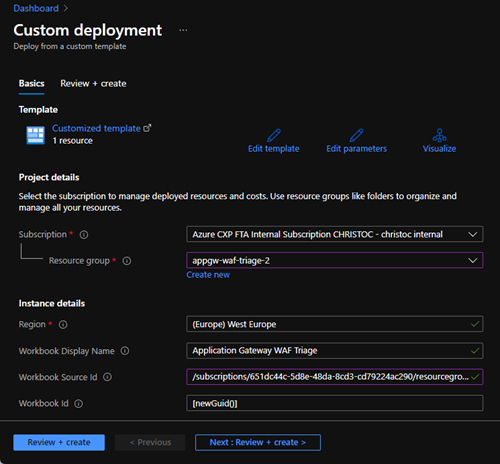 Dashboard >
Custom deployment ...
Deploy from a custom template
Basics Review + create
Template
Customized template
1 resource
Edit template Edit parameters Visualize
Project details
Select the subscription to manage deployed resources and costs. Use resource groups like folders to organize and
manage all your resources.
Subscription * Azure CXP FTA Internal Subscription CHRISTOC - christoc internal
Resource group * appgw-waf-triage-2
Create new
Instance details
Region * (Europe) West Europe
Workbook Display Name Application Gateway WAF Triage
Workbook Source Id /subscriptions/651dc44c-5d8e-48da-8cd3-cd79224ac290/resourcegro...
Workbook Id [newGuid()]
Review + create < Previous Next : Review + create >